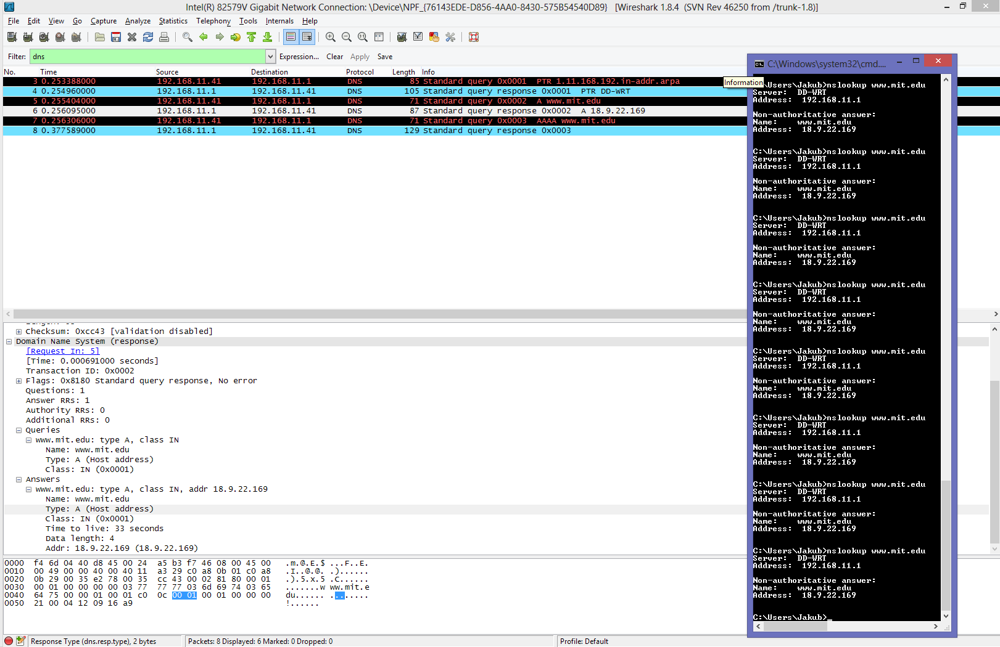 Intel(R) 82579V Gigabit Network Connection: \Device\NPF_{76143EDE-D856-4AA0-8430-575B54540D89} [Wireshark 1.8.4 (SVN Rev 46250 from /trunk-1.8)]
File Edit View Go Capture Analyze Statistics Telephony Tools Internals Help
Filter: dns Expression... Clear Apply Save
No. Time Source Destination Protocol Length Info
3 0.253388000 192.168.11.41 192.168.11.1 DNS 85 Standard query 0x0001 PTR 1.11.168.192.in-addr.arpa
4 0.254960000 192.168.11.1 192.168.11.41 DNS 105 Standard query response 0x0001 PTR DD-WRT
5 0.255404000 192.168.11.41 192.168.11.1 DNS 71 Standard query 0x0002 A www.mit.edu
6 0.256095000 192.168.11.1 192.168.11.41 DNS 87 Standard query response 0x0002 A 18.9.22.169
7 0.256306000 192.168.11.41 192.168.11.1 DNS 71 Standard query 0x0003 AAAA www.mit.edu
8 0.377589000 192.168.11.1 192.168.11.41 DNS 129 Standard query response 0x0003
Information
Checksum: 0xcc43 [validation disabled]
Domain Name System (response)
[Request In: 5]
[Time: 0.000691000 seconds]
Transaction ID: 0x0002
Flags: 0x8180 Standard query response, No error
Questions: 1
Answer RRs: 1
Authority RRs: 0
Additional RRs: 0
Queries
www.mit.edu: type A, class IN
Name: www.mit.edu
Type: A (Host address)
Class: IN (0x0001)
Answers
www.mit.edu: type A, class IN, addr 18.9.22.169
Name: www.mit.edu
Type: A (Host address)
Class: IN (0x0001)
Time to live: 33 seconds
Data length: 4
Addr: 18.9.22.169 (18.9.22.169)
0000 f4 6d 04 40 d8 45 00 24 a5 b3 f7 46 08 00 45 00 .m.@.E.$ ...F..E.
0010 00 49 00 00 40 00 40 11 a3 29 c0 a8 0b 01 c0 a8 .I..@.@. .)......
0020 0b 29 00 35 e2 78 00 35 cc 43 00 02 81 80 00 01 .).5.x.5 .C......
0030 00 01 00 00 00 00 03 77 77 77 03 6d 69 74 03 65 .......w ww.mit.e
0040 64 75 00 00 01 00 01 c0 0c 00 01 00 01 00 00 00 du...... ........
0050 21 00 04 12 09 16 a9 !......
Response Type (dns.resp.type), 2 bytes Packets: 8 Displayed: 6 Marked: 0 Dropped: 0 Profile: Default
C:\Windows\system32\cmd....
\Users\Jakub>nslookup www.mit.edu
Server: DD-WRT
Address: 192.168.11.1
Non-authoritative answer:
Name: www.mit.edu
Address: 18.9.22.169
C:\Users\Jakub>nslookup www.mit.edu
Server: DD-WRT
Address: 192.168.11.1
Non-authoritative answer:
Name: www.mit.edu
Address: 18.9.22.169
C:\Users\Jakub>nslookup www.mit.edu
Server: DD-WRT
Address: 192.168.11.1
Non-authoritative answer:
Name: www.mit.edu
Address: 18.9.22.169
C:\Users\Jakub>nslookup www.mit.edu
Server: DD-WRT
Address: 192.168.11.1
Non-authoritative answer:
Name: www.mit.edu
Address: 18.9.22.169
C:\Users\Jakub>nslookup www.mit.edu
Server: DD-WRT
Address: 192.168.11.1
Non-authoritative answer:
Name: www.mit.edu
Address: 18.9.22.169
C:\Users\Jakub>nslookup www.mit.edu
Server: DD-WRT
Address: 192.168.11.1
Non-authoritative answer:
Name: www.mit.edu
Address: 18.9.22.169
C:\Users\Jakub>nslookup www.mit.edu
Server: DD-WRT
Address: 192.168.11.1
Non-authoritative answer:
Name: www.mit.edu
Address: 18.9.22.169
C:\Users\Jakub>nslookup www.mit.edu
Server: DD-WRT
Address: 192.168.11.1
Non-authoritative answer:
Name: www.mit.edu
Address: 18.9.22.169
C:\Users\Jakub>_